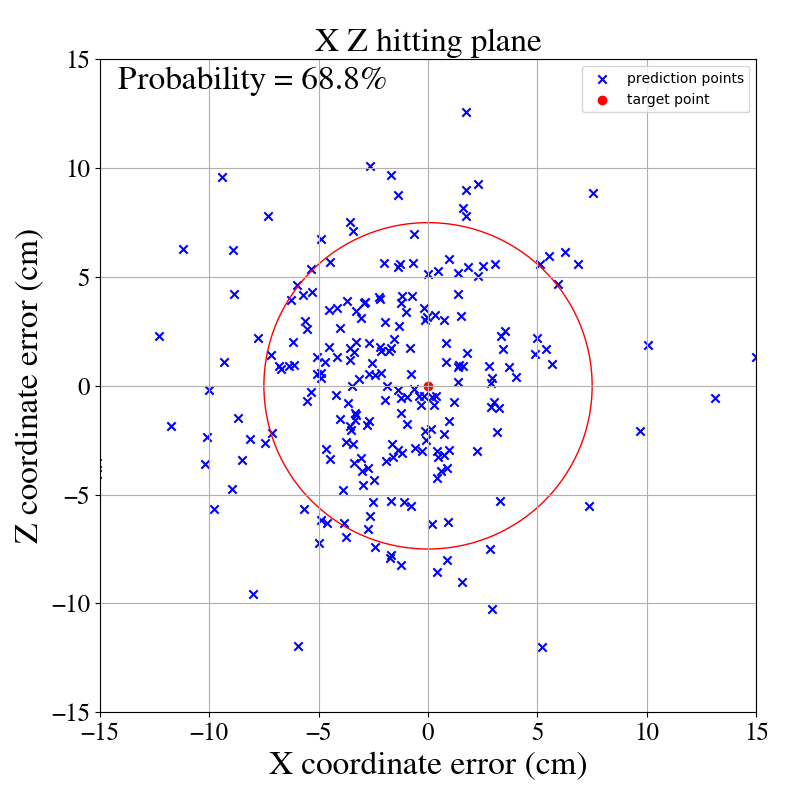 X Z hitting plane
Probability = 68.8%
prediction points
target point
Z coordinate error (cm)
15
10
5
0
−5
−10
−15
−15 −10 −5 0 5 10 15
X coordinate error (cm)